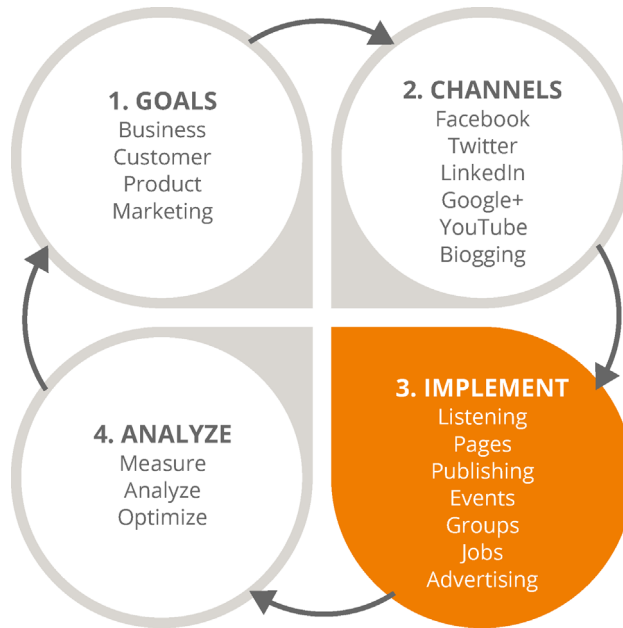 1. GOALS
Business
Customer
Product
Marketing
2. CHANNELS
Facebook
Twitter
LinkedIn
Google+
YouTube
Biogging
3. IMPLEMENT
Listening
Pages
Publishing
Events
Groups
Jobs
Advertising
4. ANALYZE
Measure
Analyze
Optimize